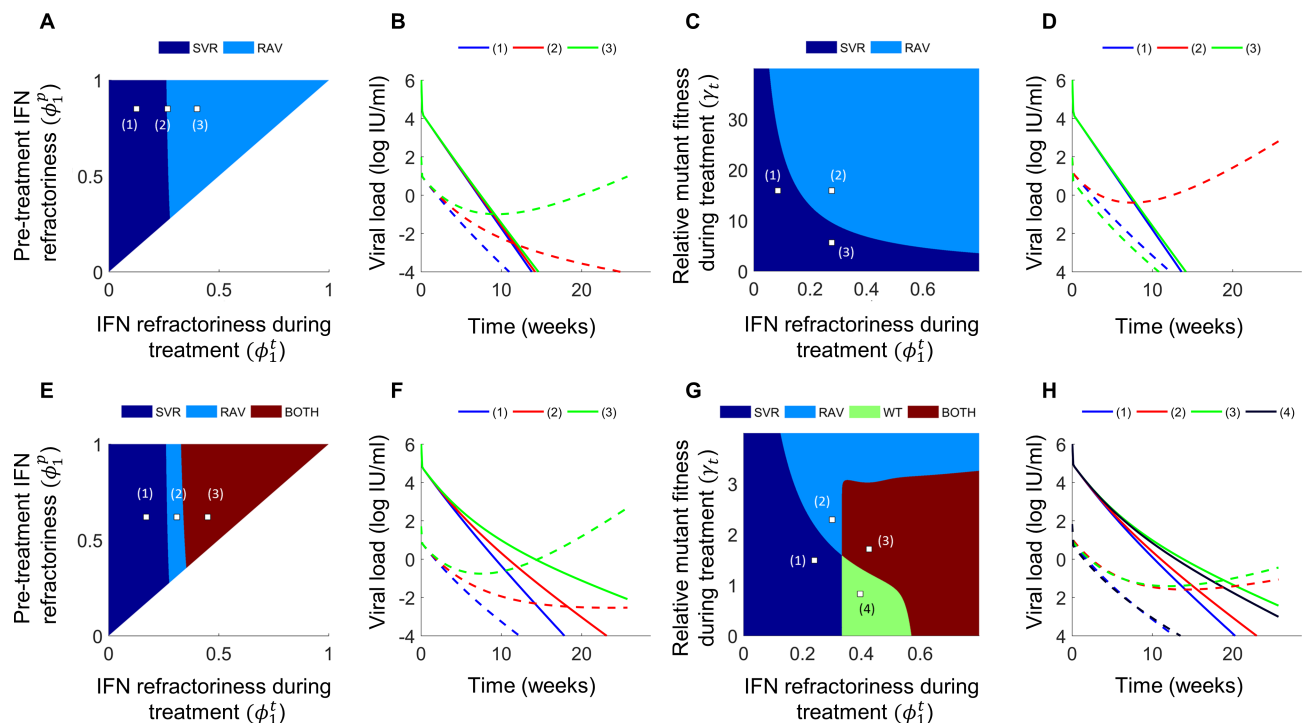 A
SVR RAV
Pre-treatment IFN
refractoriness (ϕ₁ᵖ)
1
0.5
0
(1) (2) (3)
0 0.5 1
IFN refractoriness during
treatment (ϕ₁ᵗ)
B
(1) (2) (3)
Viral load (log IU/ml)
6
4
2
0
-2
-4
0 10 20
Time (weeks)
C
SVR RAV
Relative mutant fitness
during treatment (γₜ)
30
20
10
0
(1) (2)
(3)
0 0.2 0.4 0.6
IFN refractoriness during
treatment (ϕ₁ᵗ)
D
(1) (2) (3)
Viral load (log IU/ml)
6
4
2
0
2
4
0 10 20
Time (weeks)
E
SVR RAV BOTH
Pre-treatment IFN
refractoriness (ϕ₁ᵖ)
1
0.5
0
(1) (2) (3)
0 0.5 1
IFN refractoriness during
treatment (ϕ₁ᵗ)
F
(1) (2) (3)
Viral load (log IU/ml)
6
4
2
0
-2
-4
0 10 20
Time (weeks)
G
SVR RAV WT BOTH
Relative mutant fitness
during treatment (γₜ)
3
2
1
0
(2)
(3)
(1)
(4)
0 0.2 0.4 0.6
IFN refractoriness during
treatment (ϕ₁ᵗ)
H
(1) (2) (3) (4)
Viral load (log IU/ml)
6
4
2
0
2
4
0 10 20
Time (weeks)